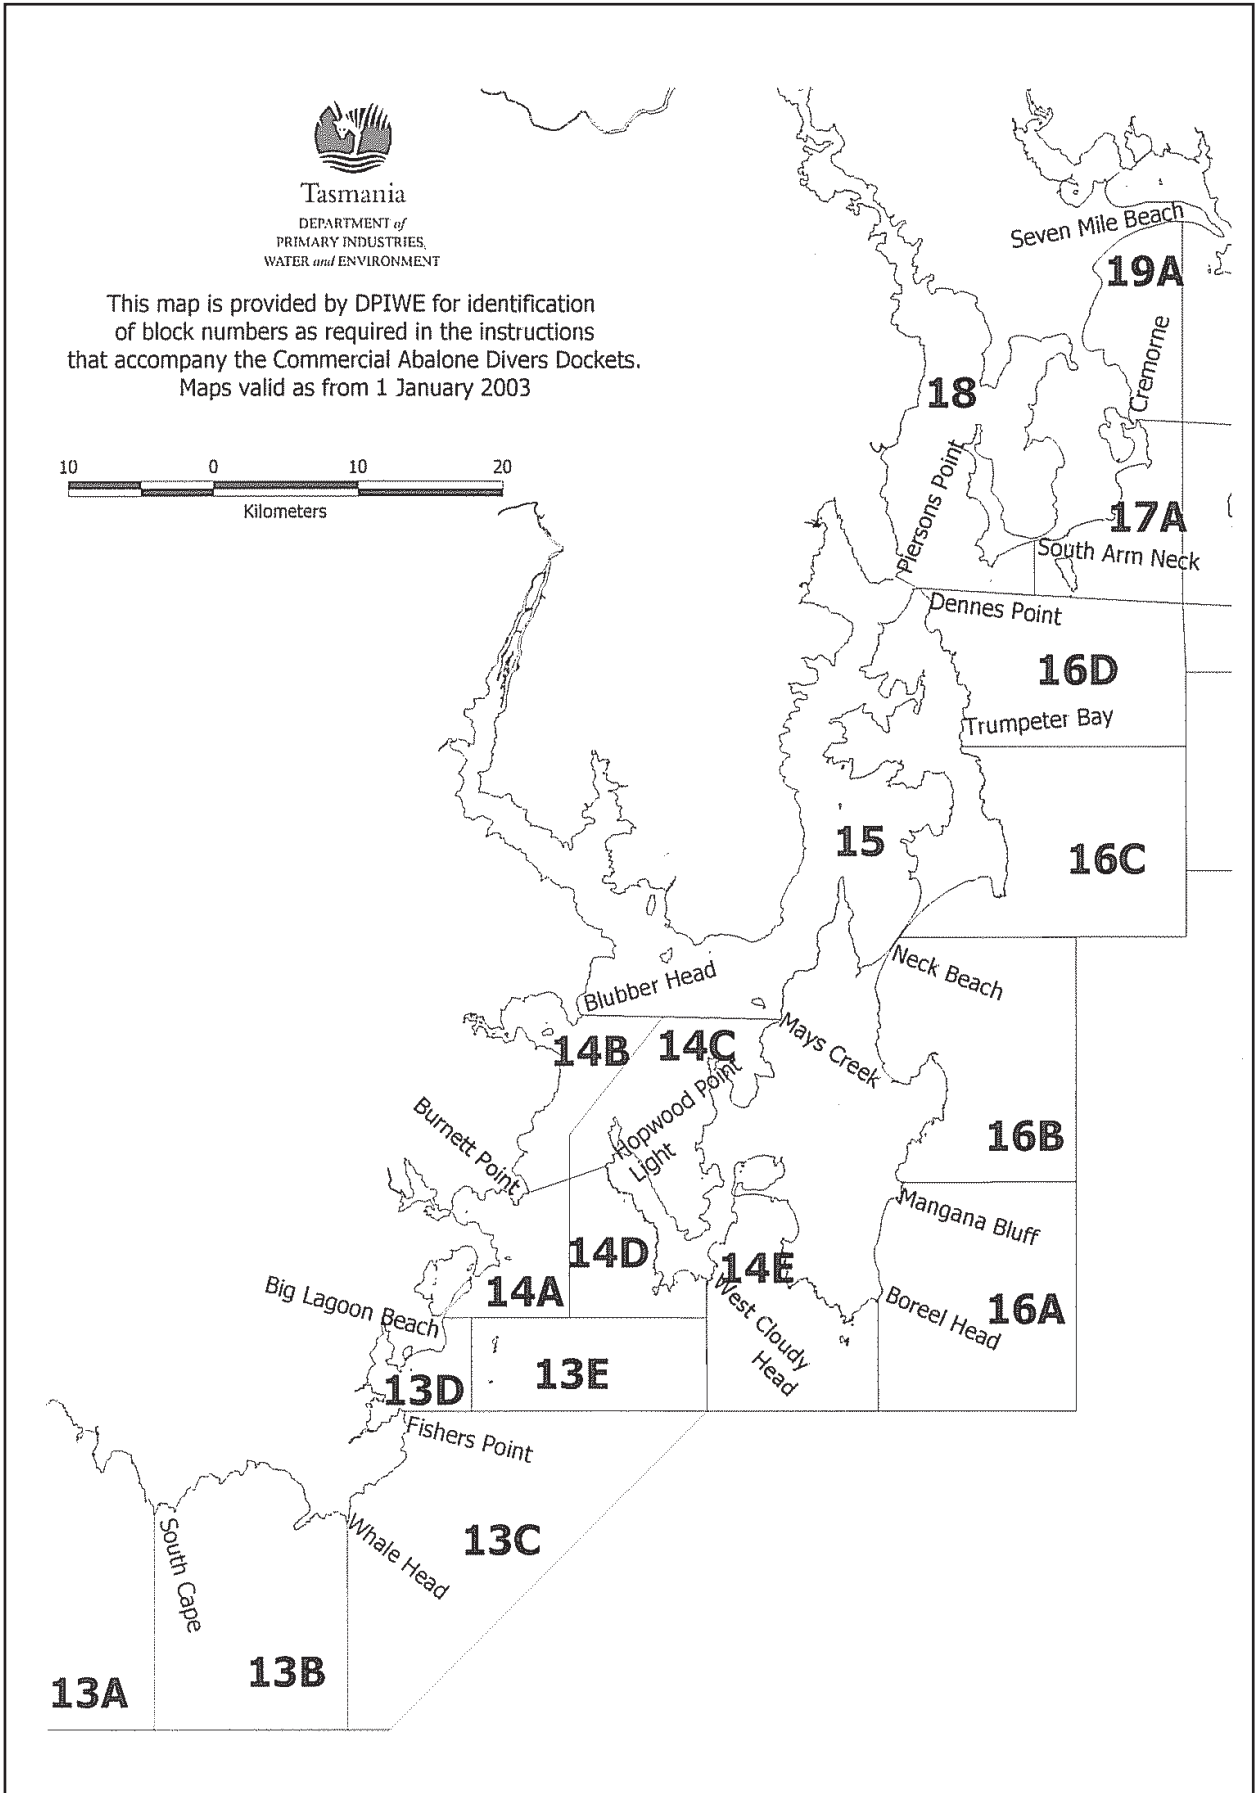 Tasmania
DEPARTMENT of
PRIMARY INDUSTRIES,
WATER and ENVIRONMENT
This map is provided by DPIWE for identification
of block numbers as required in the instructions
that accompany the Commercial Abalone Divers Dockets.
Maps valid as from 1 January 2003
10 0 10 20
Kilometers
Seven Mile Beach
19A
Cremorne
18
Piersons Point
17A
South Arm Neck
Dennes Point
16D
Trumpeter Bay
15
16C
Neck Beach
Blubber Head
14B
14C
Mays Creek
Hopwood Point
Light
Burnett Point
16B
Mangana Bluff
14D
14E
14A
Big Lagoon Beach
West Cloudy
Head
Boreel Head
16A
13D
13E
Fishers Point
South Cape
Whale Head
13C
13B
13A